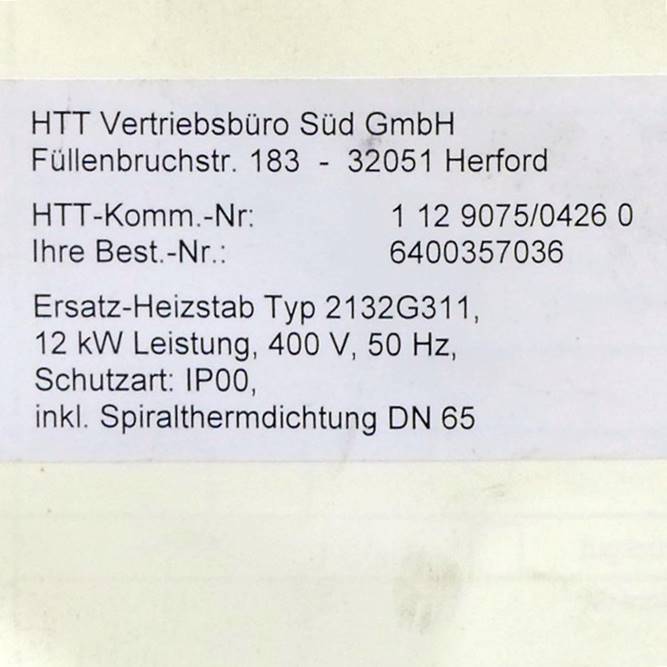 HTT Vertriebsbüro Süd GmbH
Füllenbruchstr. 183 - 32051 Herford
HTT-Komm.-Nr: 1 12 9075/0426 0
Ihre Best.-Nr.: 6400357036
Ersatz-Heizstab Typ 2132G311,
12 kW Leistung, 400 V, 50 Hz,
Schutzart: IP00,
inkl. Spiralthermdichtung DN 65